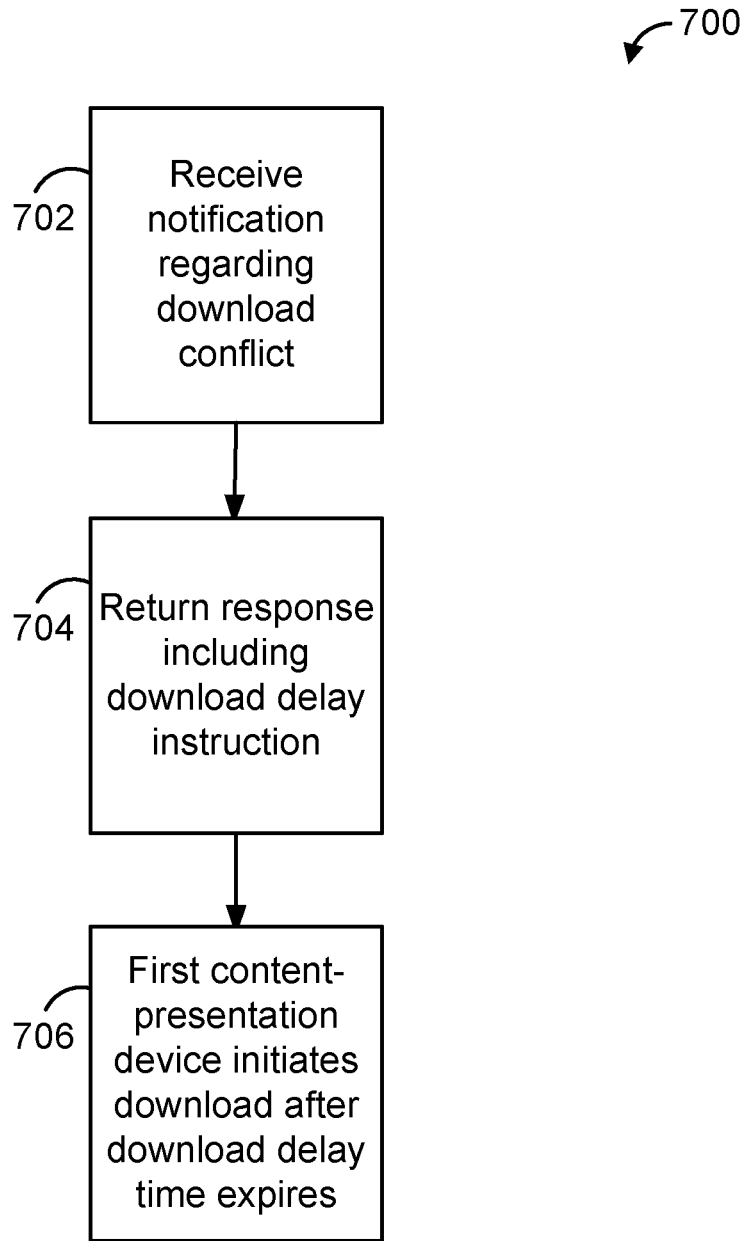 700
702
Receive
notification
regarding
download
conflict
704
Return response
including
download delay
instruction
706
First content-
presentation
device initiates
download after
download delay
time expires